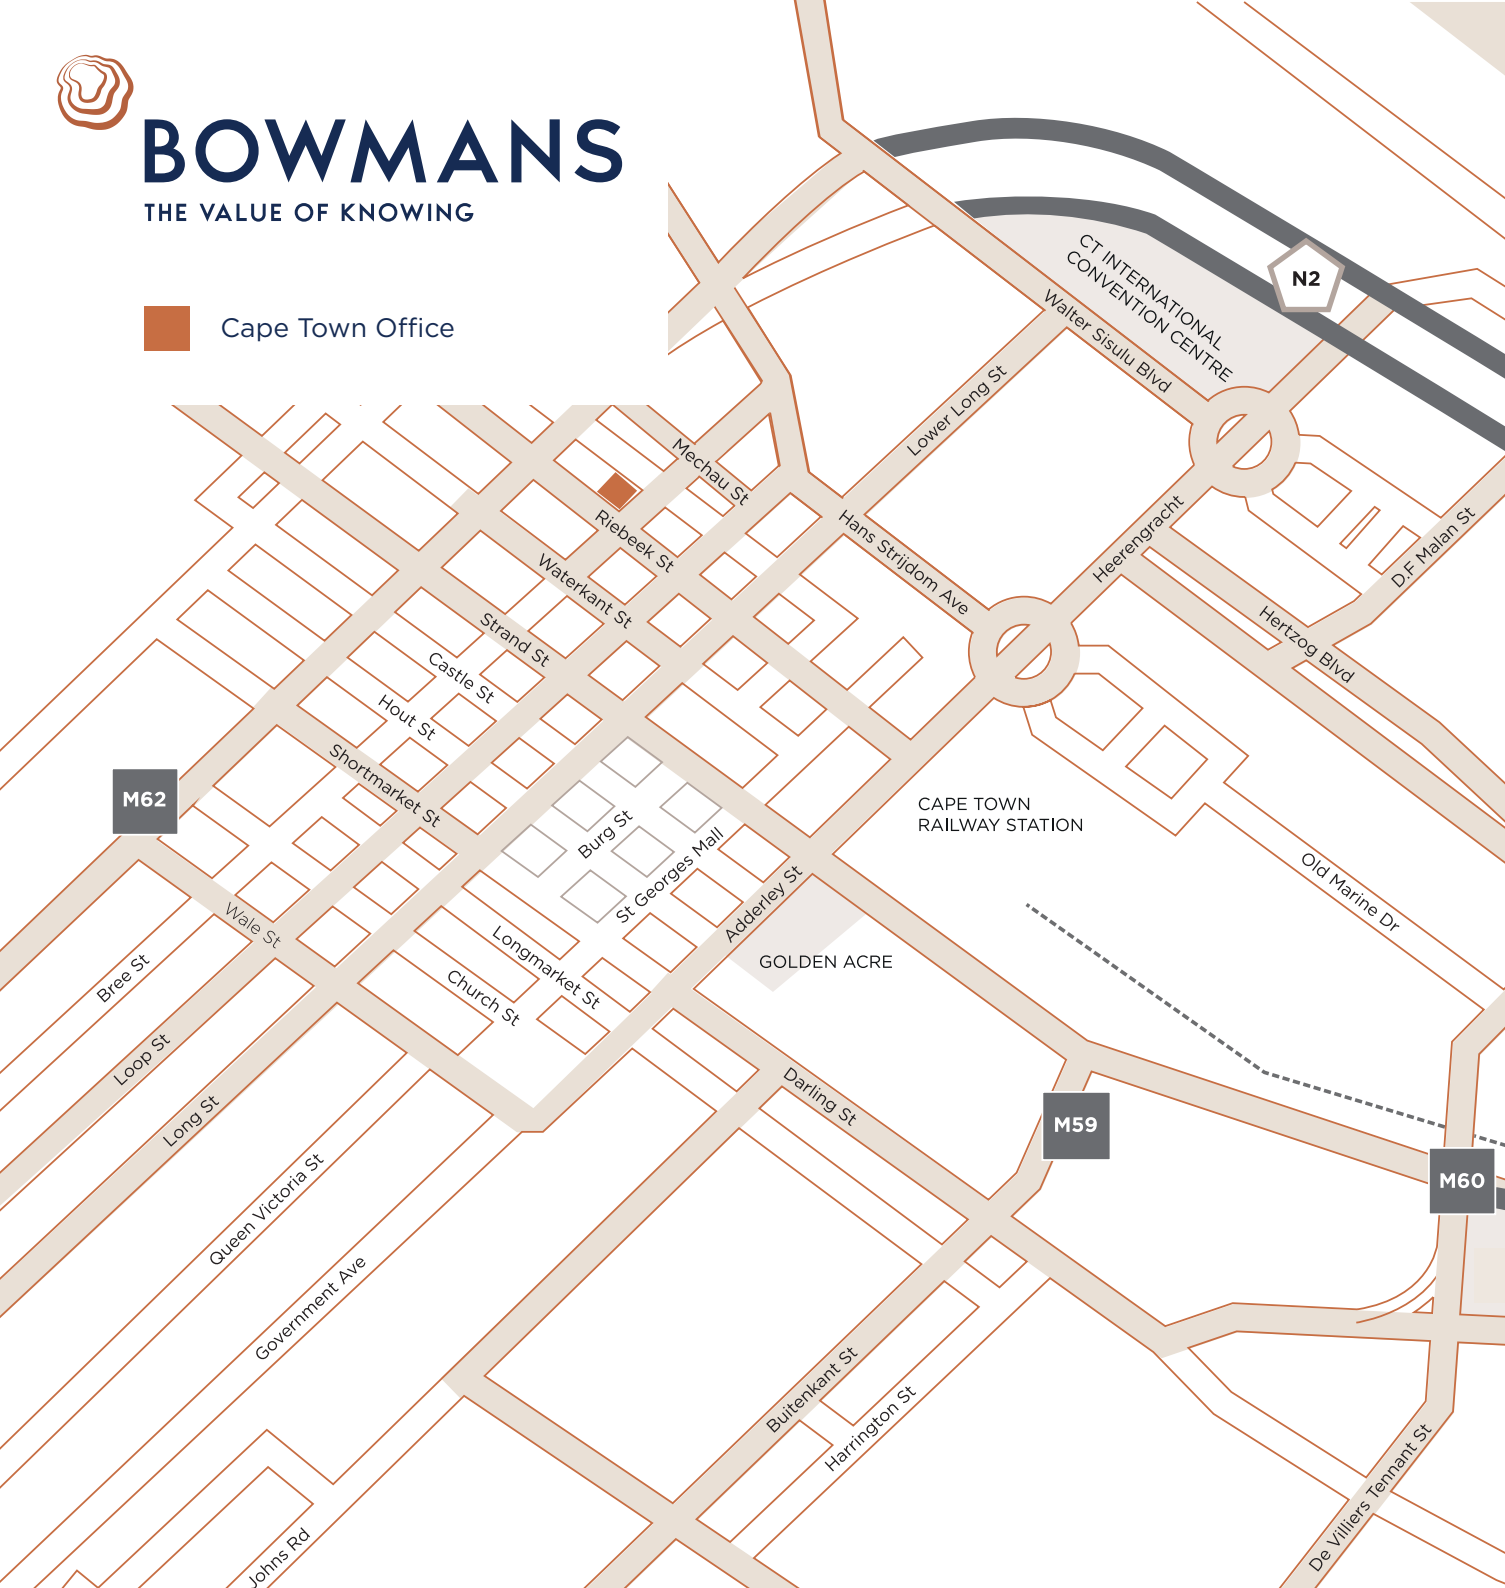 BOWMANS
THE VALUE OF KNOWING
Cape Town Office
CT INTERNATIONAL
CONVENTION CENTRE
N2
Walter Sisulu Blvd
Lower Long St
Mechau St
Riebeek St
Hans Strijdom Ave
Heerengracht
D.F Malan St
Waterkant St
Strand St
Hertzog Blvd
Castle St
Hout St
Shortmarket St
M62
CAPE TOWN
RAILWAY STATION
Burg St
St Georges Mall
Adderley St
Old Marine Dr
Wale St
Longmarket St
GOLDEN ACRE
Bree St
Church St
Loop St
Long St
Darling St
M59
M60
Queen Victoria St
Government Ave
Buitenkant St
Harrington St
De Villiers Tennant St
Johns Rd